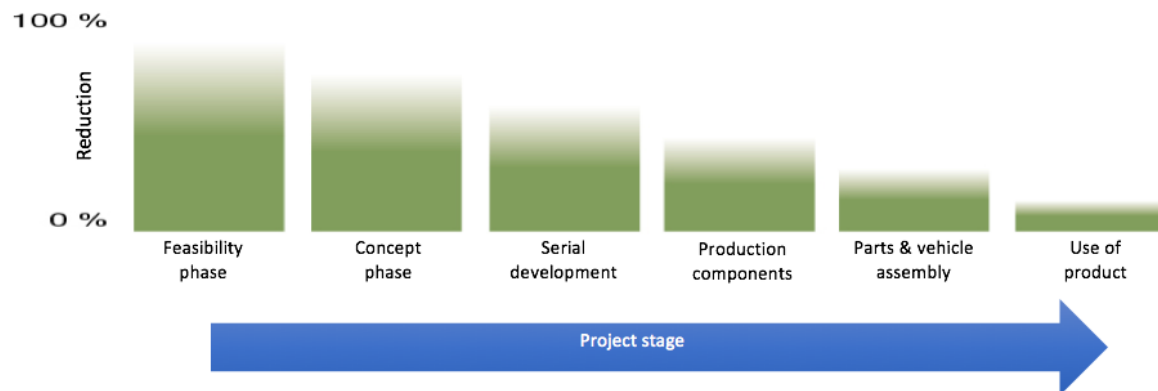 100 %
Reduction
0 %
Feasibility
phase
Concept
phase
Serial
development
Production
components
Parts & vehicle
assembly
Use of
product
Project stage